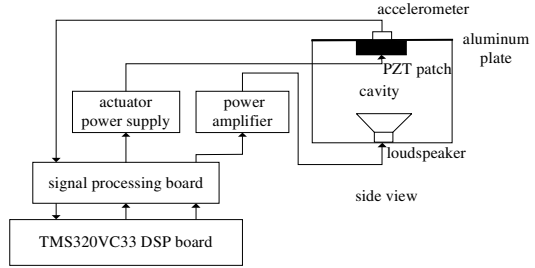 accelerometer
aluminum
plate
PZT patch
cavity
actuator
power supply
power
amplifier
loudspeaker
signal processing board
side view
TMS320VC33 DSP board